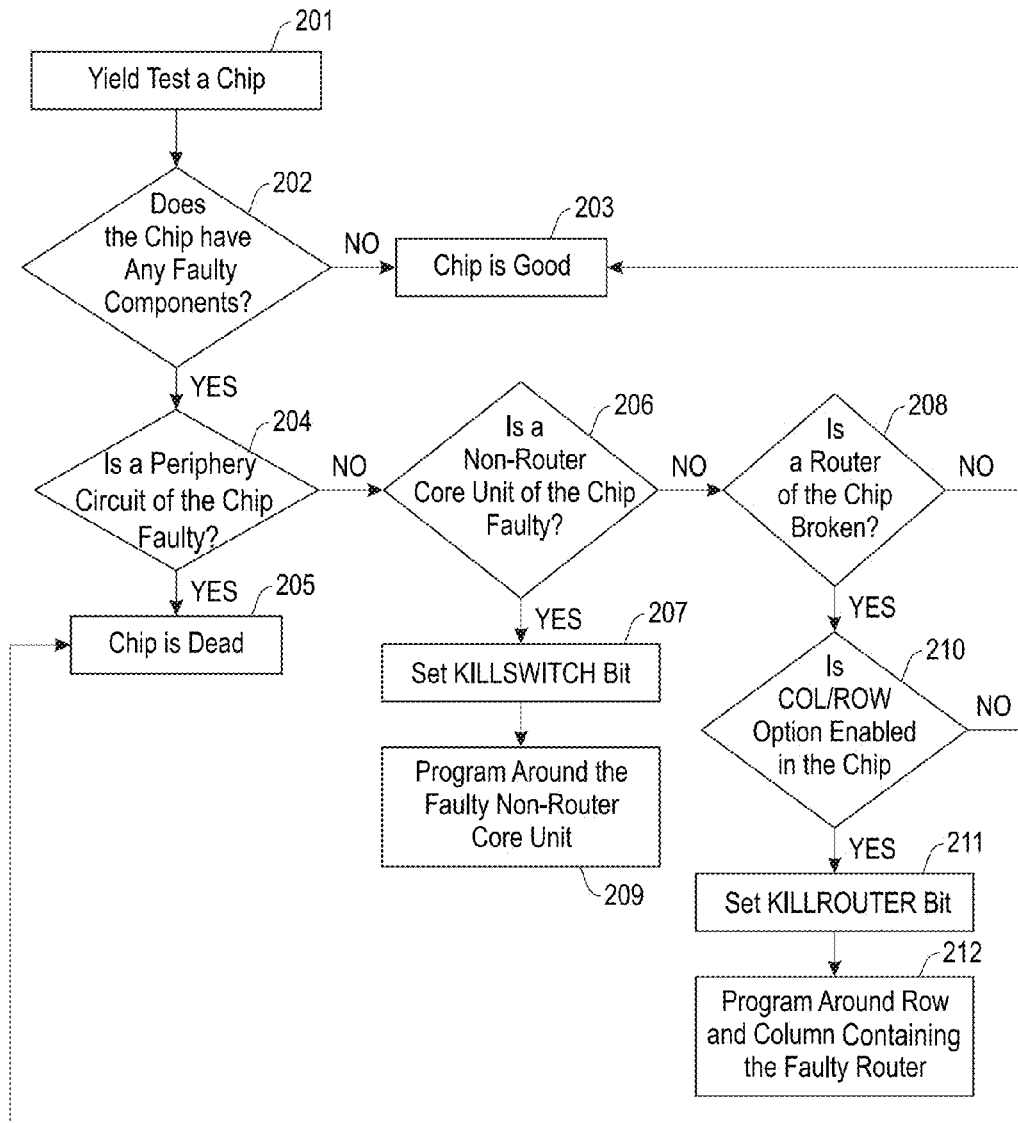 201
Yield Test a Chip
202
Does
the Chip have
Any Faulty
Components?
NO
203
Chip is Good
YES
204
Is a Periphery
Circuit of the Chip
Faulty?
NO
206
Is a
Non-Router
Core Unit of the Chip
Faulty?
NO
208
Is
a Router
of the Chip
Broken?
NO
YES
205
Chip is Dead
YES
207
Set KILLSWITCH Bit
YES
210
Is
COL/ROW
Option Enabled
in the Chip
NO
Program Around the
Faulty Non-Router
Core Unit
209
YES
211
Set KILLROUTER Bit
212
Program Around Row
and Column Containing
the Faulty Router